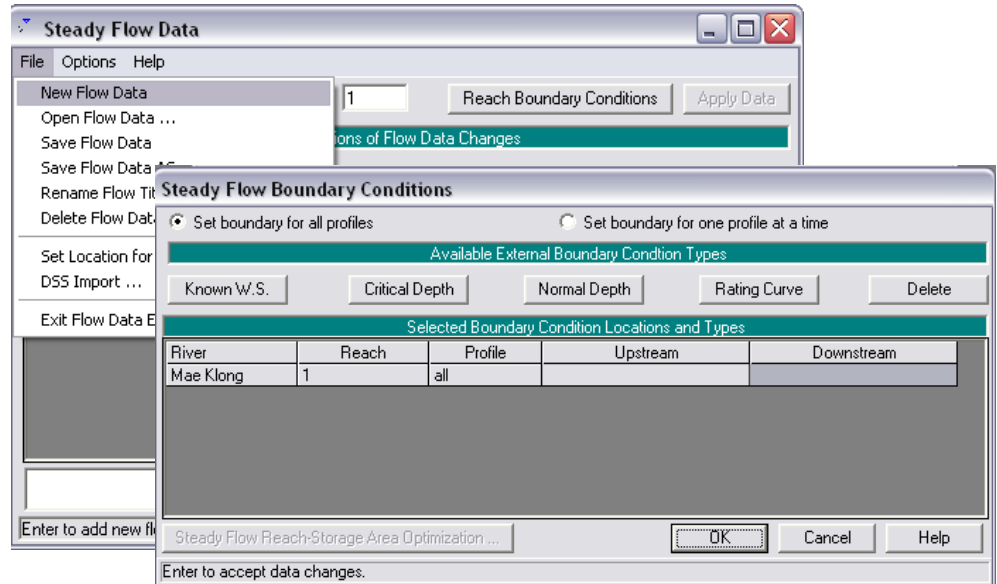 Steady Flow Data
File Options Help
New Flow Data
Open Flow Data ...
Save Flow Data
Save Flow Data
Rename Flow Tit
Delete Flow Dat
Set Location for
DSS Import ...
Exit Flow Data E
1 Reach Boundary Conditions Apply Data
ions of Flow Data Changes
Enter to add new fl
Steady Flow Boundary Conditions
Set boundary for all profiles Set boundary for one profile at a time
Available External Boundary Condtion Types
Known W.S. Critical Depth Normal Depth Rating Curve Delete
Selected Boundary Condition Locations and Types
River Reach Profile Upstream Downstream
Mae Klong 1 all
Steady Flow Reach-Storage Area Optimization ... OK Cancel Help
Enter to accept data changes.